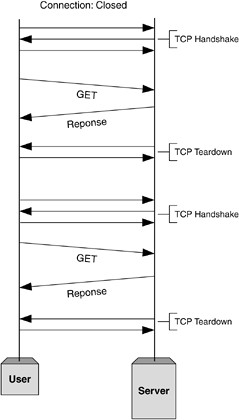 Connection: Closed
TCP Handshake
GET
Reponse
TCP Teardown
TCP Handshake
GET
Reponse
TCP Teardown
User
Server